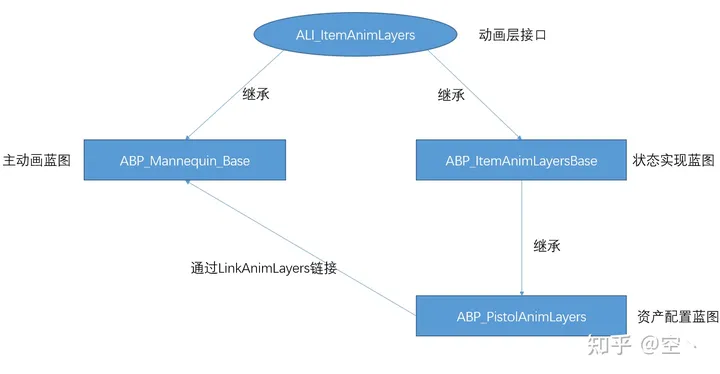 ALI_ItemAnimLayers
动画层接口
继承
继承
主动画蓝图
ABP_Mannequin_Base
ABP_ItemAnimLayersBase
状态实现蓝图
继承
通过LinkAnimLayers链接
ABP_PistolAnimLayers
资产配置蓝图
知乎 @空